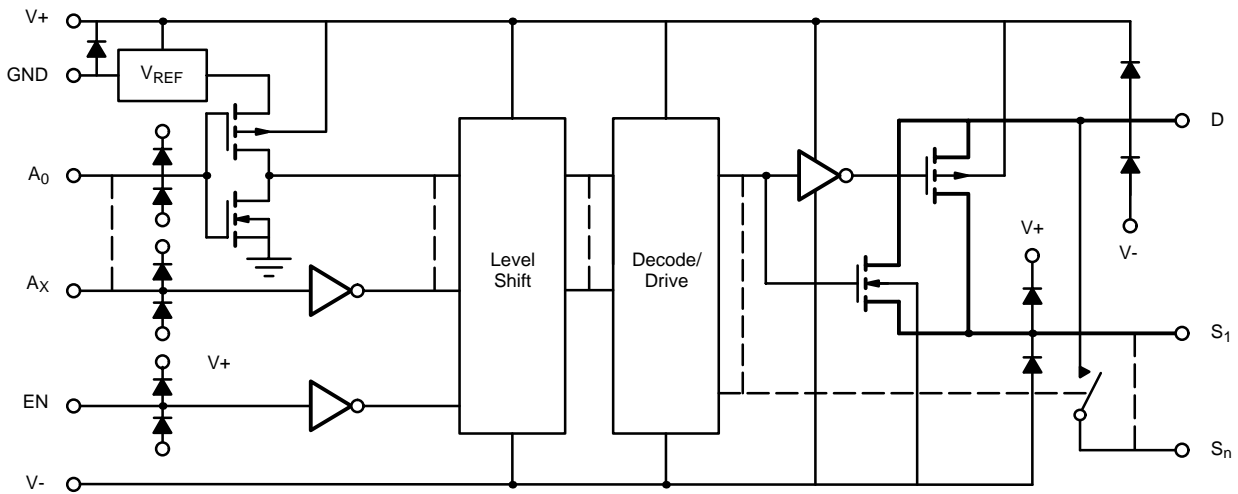 V+
GND
VREF
A0
AX
EN
V+
V-
Level
Shift
Decode/
Drive
D
V+
V-
S1
Sn